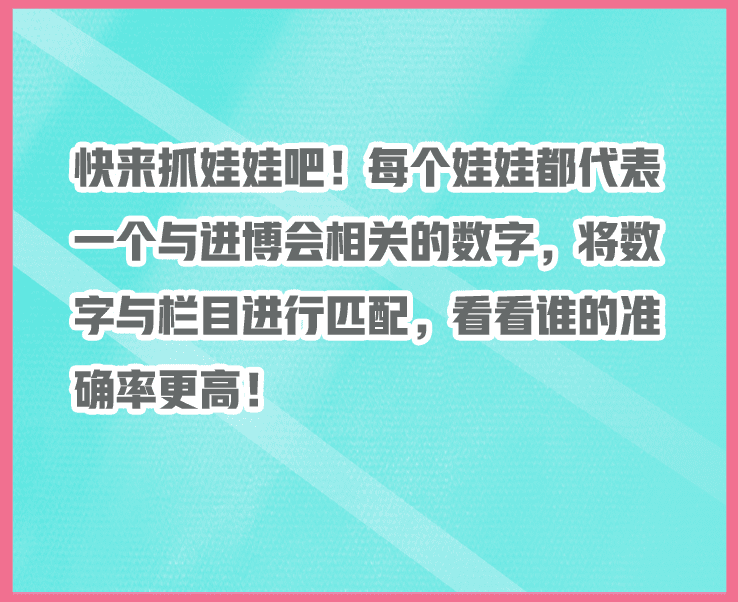 快来抓娃娃吧！每个娃娃都代表
一个与进博会相关的数字，将数
字与栏目进行匹配，看看谁的准
确率更高！